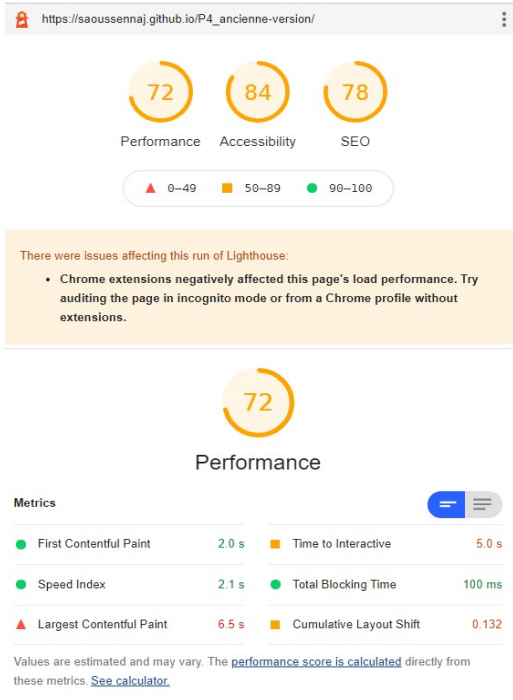 https://saoussennaj.github.io/P4_ancienne-version/
72 84 78
Performance Accessibility SEO
0–49 50–89 90–100
There were issues affecting this run of Lighthouse:
• Chrome extensions negatively affected this page's load performance. Try
auditing the page in incognito mode or from a Chrome profile without
extensions.
72
Performance
Metrics
First Contentful Paint 2.0 s Time to Interactive 5.0 s
Speed Index 2.1 s Total Blocking Time 100 ms
Largest Contentful Paint 6.5 s Cumulative Layout Shift 0.132
Values are estimated and may vary. The performance score is calculated directly from
these metrics. See calculator.